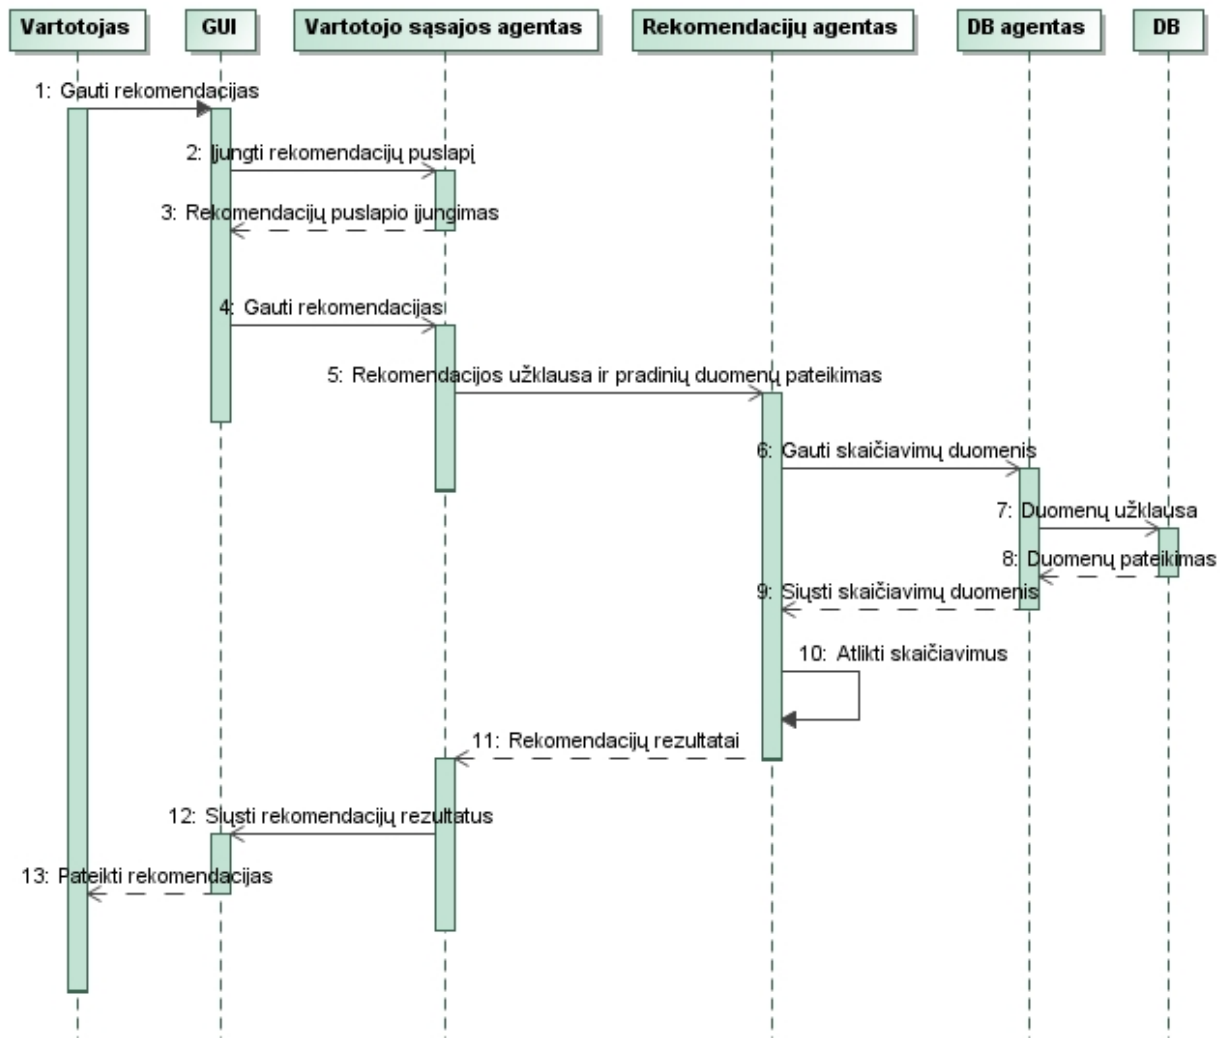 Vartotojas
GUI
Vartotojo sąsajos agentas
Rekomendacijų agentas
DB agentas
DB
1: Gauti rekomendacijas
2: Įjungti rekomendacijų puslapį
3: Rekomendacijų puslapio įjungimas
4: Gauti rekomendacijas
5: Rekomendacijos užklausa ir pradinių duomenų pateikimas
6: Gauti skaičiavimų duomenis
7: Duomenų užklausa
8: Duomenų pateikimas
9: Siųsti skaičiavimų duomenis
10: Atlikti skaičiavimus
11: Rekomendacijų rezultatai
12: Siųsti rekomendacijų rezultatus
13: Pateikti rekomendacijas